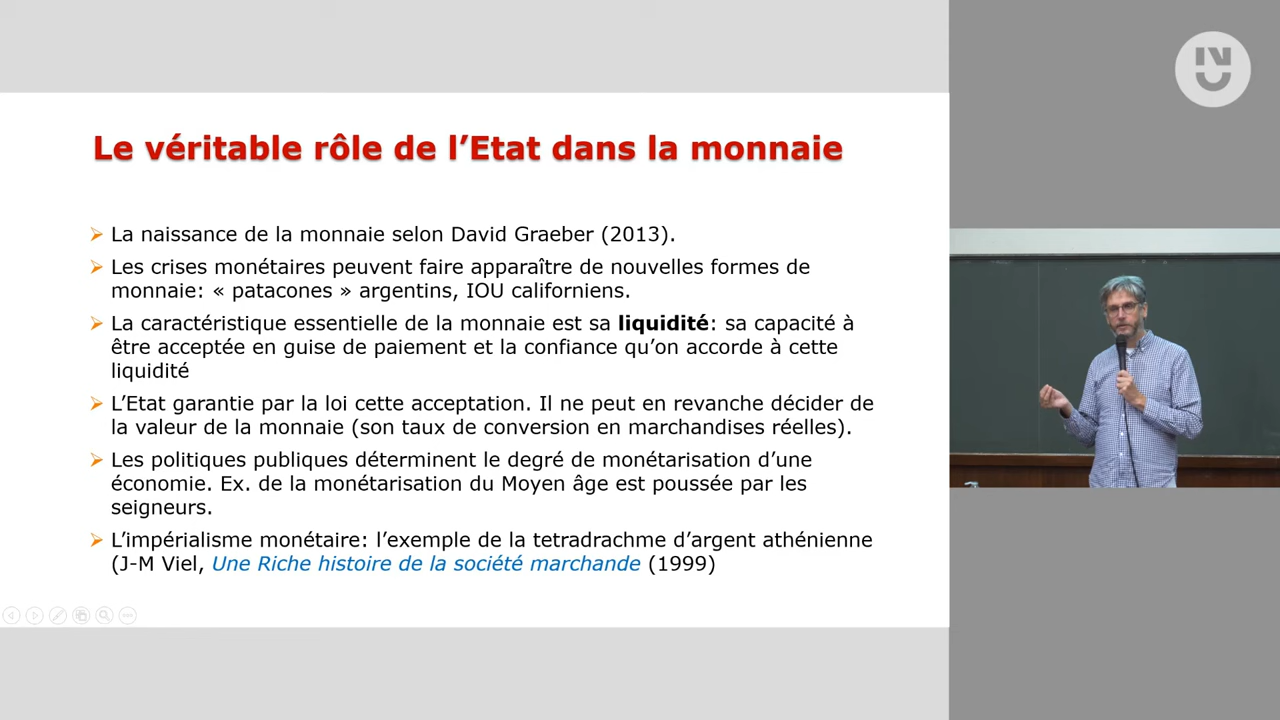 Le véritable rôle de l’Etat dans la monnaie
La naissance de la monnaie selon David Graeber (2013).
Les crises monétaires peuvent faire apparaître de nouvelles formes de
monnaie: « patacones » argentins, IOU californiens.
La caractéristique essentielle de la monnaie est sa liquidité: sa capacité à
être acceptée en guise de paiement et la confiance qu’on accorde à cette
liquidité
L’Etat garantie par la loi cette acceptation. Il ne peut en revanche décider de
la valeur de la monnaie (son taux de conversion en marchandises réelles).
Les politiques publiques déterminent le degré de monétarisation d’une
économie. Ex. de la monétarisation du Moyen âge est poussée par les
seigneurs.
L’impérialisme monétaire: l’exemple de la tetradrachme d’argent athénienne
(J-M Viel, Une Riche histoire de la société marchande (1999)